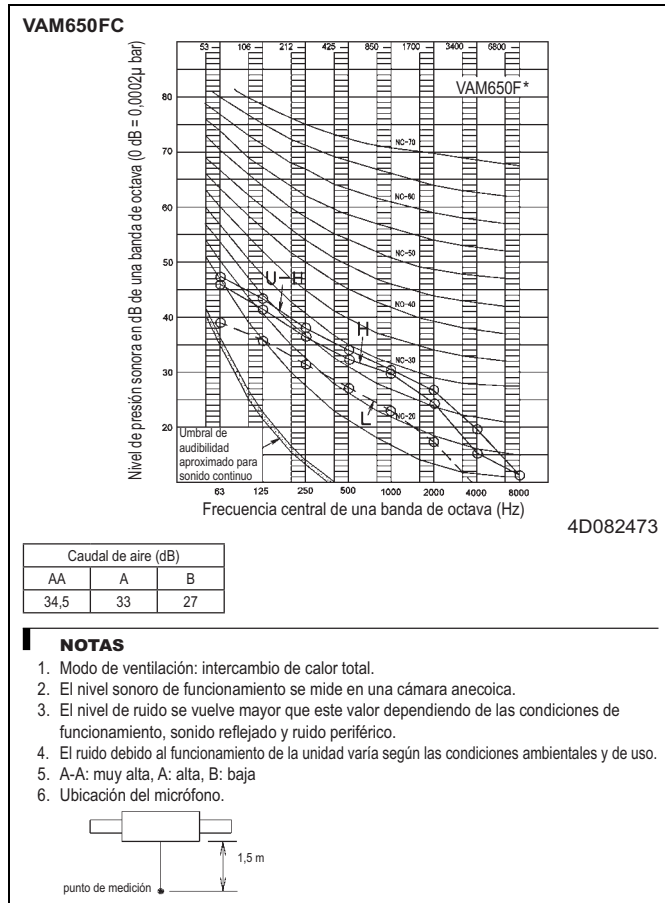 VAM650FC
Nivel de presión sonora en dB de una banda de octava (0 dB = 0,0002µ bar)
53 106 212 425 850 1700 3400 6800
VAM650F*
80
70
60
50
40
30
20
NC-70
NC-60
NC-50
NC-40
NC-30
NC-20
U-H
H
L
Umbral de
audibilidad
aproximado para
sonido continuo
63 125 250 500 1000 2000 4000 8000
Frecuencia central de una banda de octava (Hz)
4D082473
Caudal de aire (dB)
AA A B
34,5 33 27
NOTAS
1. Modo de ventilación: intercambio de calor total.
2. El nivel sonoro de funcionamiento se mide en una cámara anecoica.
3. El nivel de ruido se vuelve mayor que este valor dependiendo de las condiciones de
funcionamiento, sonido reflejado y ruido periférico.
4. El ruido debido al funcionamiento de la unidad varía según las condiciones ambientales y de uso.
5. A-A: muy alta, A: alta, B: baja
6. Ubicación del micrófono.
1,5 m
punto de medición